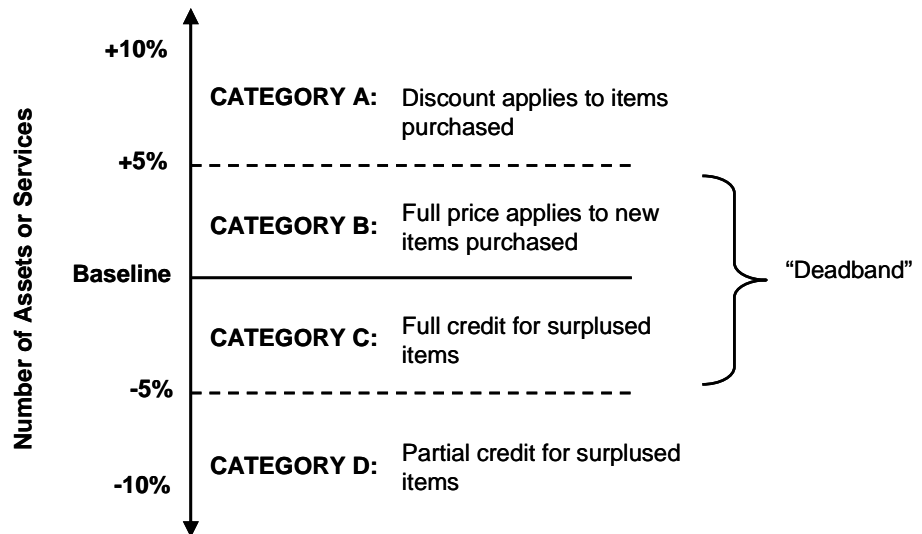 +10%
CATEGORY A: Discount applies to items
purchased
+5%
CATEGORY B: Full price applies to new
items purchased
Baseline
"Deadband"
CATEGORY C: Full credit for surplused
items
-5%
CATEGORY D: Partial credit for surplused
items
-10%
Number of Assets or Services